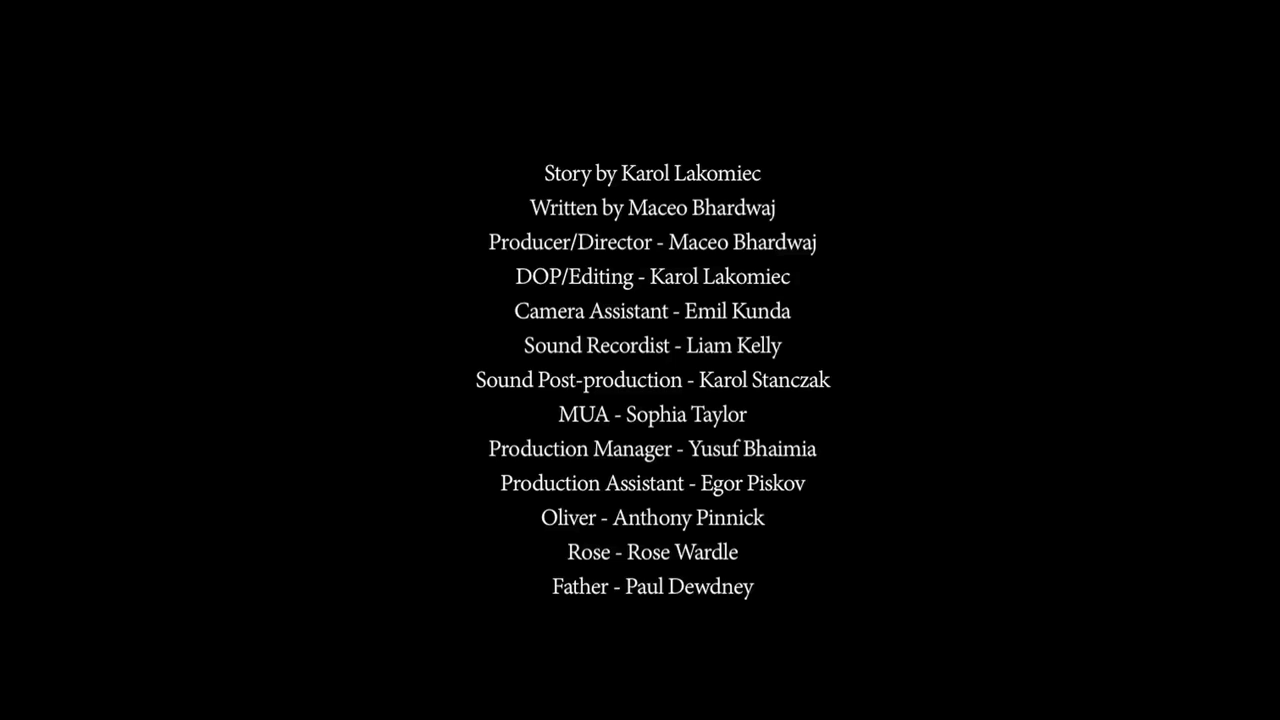 Story by Karol Lakomiec
Written by Maceo Bhardwaj
Producer/Director - Maceo Bhardwaj
DOP/Editing - Karol Lakomiec
Camera Assistant - Emil Kunda
Sound Recordist - Liam Kelly
Sound Post-production - Karol Stanczak
MUA - Sophia Taylor
Production Manager - Yusuf Bhaimia
Production Assistant - Egor Piskov
Oliver - Anthony Pinnick
Rose - Rose Wardle
Father - Paul Dewdney